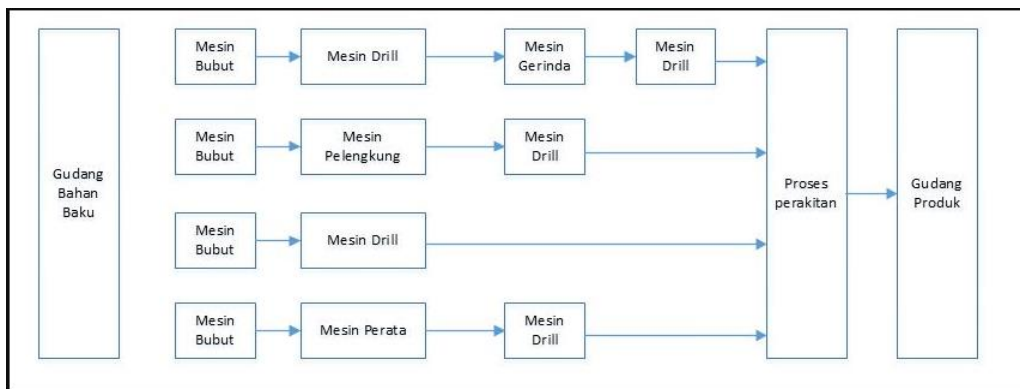 Gudang
Bahan
Baku
Mesin
Bubut
Mesin Drill
Mesin
Gerinda
Mesin
Drill
Mesin
Bubut
Mesin
Pelengkung
Mesin
Drill
Mesin
Bubut
Mesin Drill
Mesin
Bubut
Mesin Perata
Mesin
Drill
Proses
perakitan
Gudang
Produk